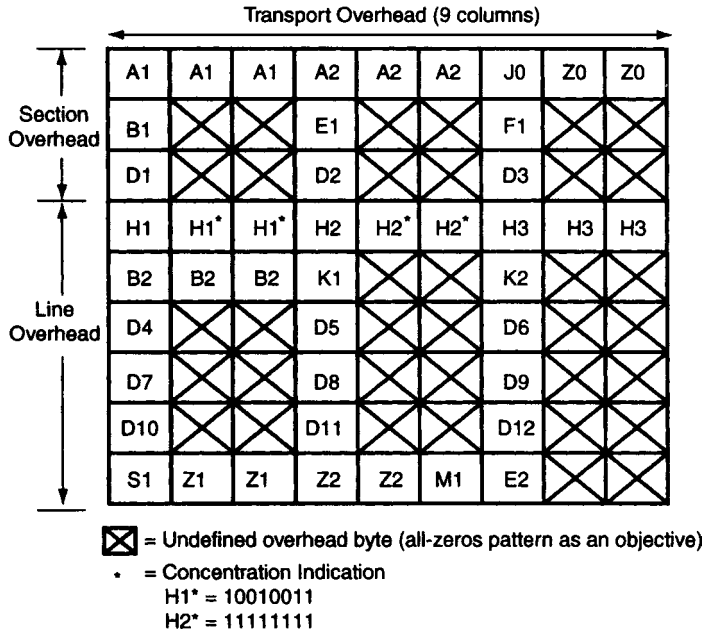 Transport Overhead (9 columns)
A1 A1 A1 A2 A2 A2 J0 Z0 Z0
Section
Overhead
B1 E1 F1
D1 D2 D3
H1 H1* H1* H2 H2* H2* H3 H3 H3
B2 B2 B2 K1 K2
Line
Overhead
D4 D5 D6
D7 D8 D9
D10 D11 D12
S1 Z1 Z1 Z2 Z2 M1 E2
= Undefined overhead byte (all-zeros pattern as an objective)
* = Concentration Indication
H1* = 10010011
H2* = 11111111